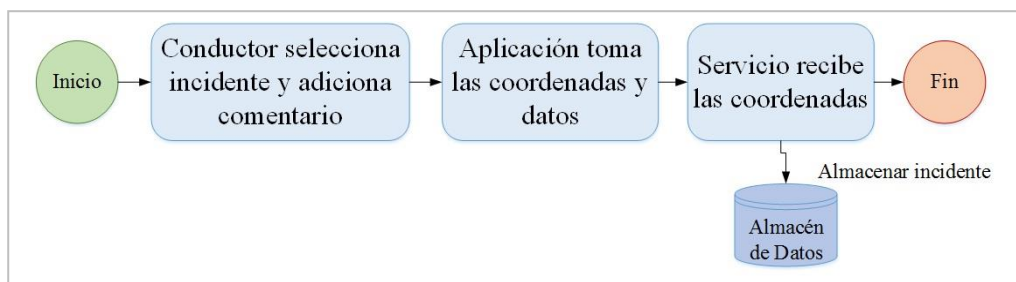 Inicio
Conductor selecciona
incidente y adiciona
comentario
Aplicación toma
las coordenadas y
datos
Servicio recibe
las coordenadas
Fin
Almacenar incidente
Almacén
de Datos